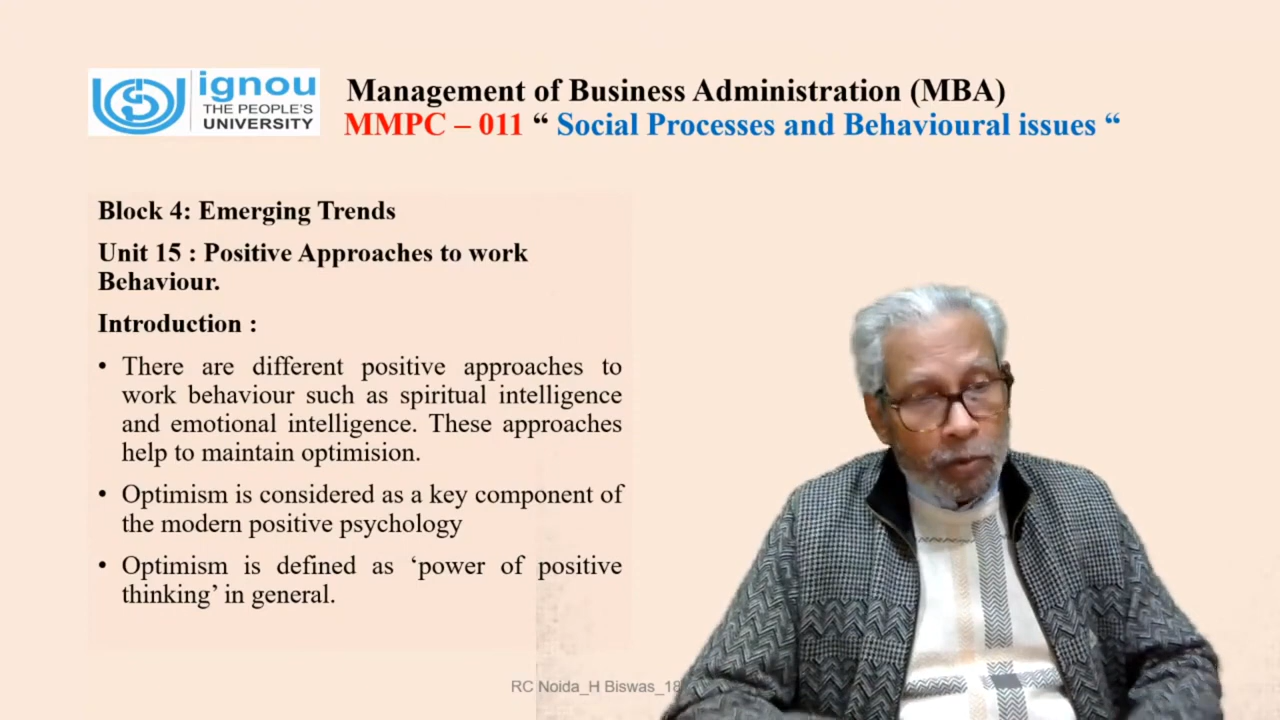 ignou
THE PEOPLE'S
UNIVERSITY
Management of Business Administration (MBA)
MMPC – 011 “ Social Processes and Behavioural issues “
Block 4: Emerging Trends
Unit 15 : Positive Approaches to work
Behaviour.
Introduction :
• There are different positive approaches to
work behaviour such as spiritual intelligence
and emotional intelligence. These approaches
help to maintain optimision.
• Optimism is considered as a key component of
the modern positive psychology
• Optimism is defined as ‘power of positive
thinking’ in general.
RC Noida_H Biswas_18